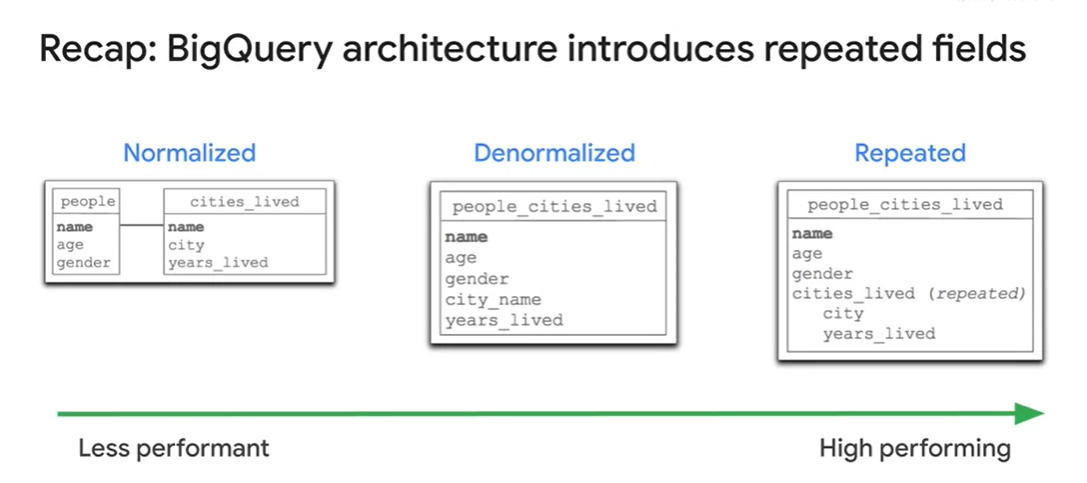 Recap: BigQuery architecture introduces repeated fields
Normalized
people
name
age
gender
cities_lived
name
city
years_lived
Denormalized
people_cities_lived
name
age
gender
city_name
years_lived
Repeated
people_cities_lived
name
age
gender
cities_lived (repeated)
city
years_lived
Less performant
High performing